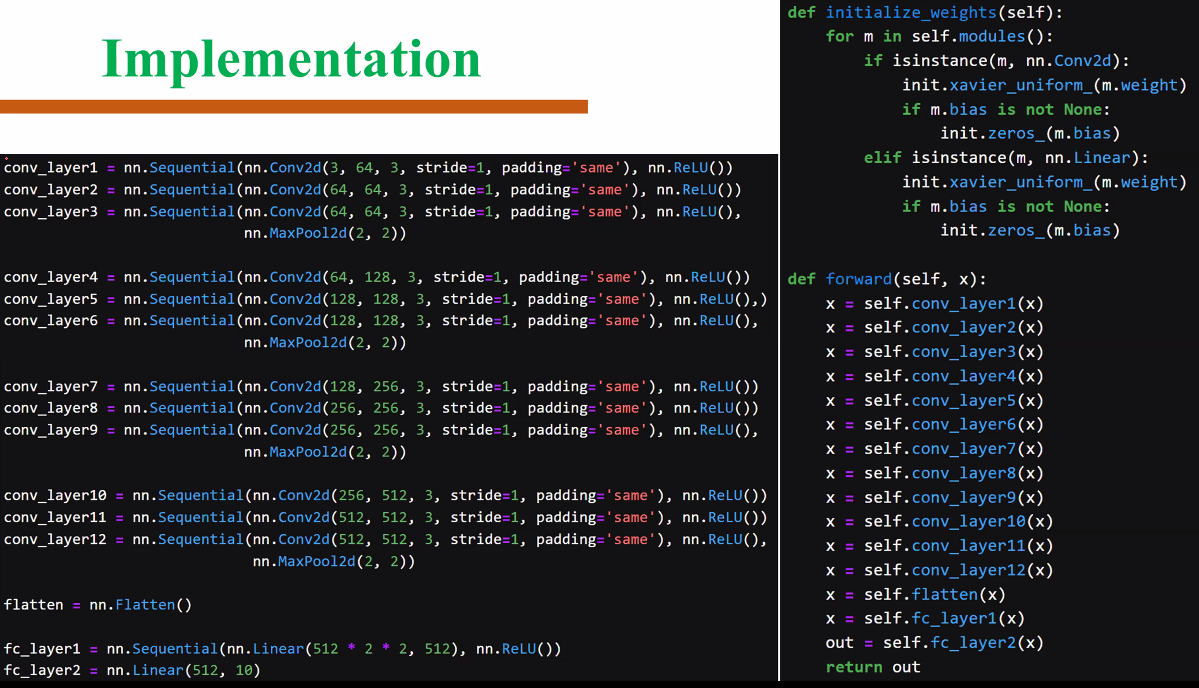 Implementation
conv_layer1 = nn.Sequential(nn.Conv2d(3, 64, 3, stride=1, padding='same'), nn.ReLU())
conv_layer2 = nn.Sequential(nn.Conv2d(64, 64, 3, stride=1, padding='same'), nn.ReLU())
conv_layer3 = nn.Sequential(nn.Conv2d(64, 64, 3, stride=1, padding='same'), nn.ReLU(),
nn.MaxPool2d(2, 2))
conv_layer4 = nn.Sequential(nn.Conv2d(64, 128, 3, stride=1, padding='same'), nn.ReLU())
conv_layer5 = nn.Sequential(nn.Conv2d(128, 128, 3, stride=1, padding='same'), nn.ReLU(),)
conv_layer6 = nn.Sequential(nn.Conv2d(128, 128, 3, stride=1, padding='same'), nn.ReLU(),
nn.MaxPool2d(2, 2))
conv_layer7 = nn.Sequential(nn.Conv2d(128, 256, 3, stride=1, padding='same'), nn.ReLU())
conv_layer8 = nn.Sequential(nn.Conv2d(256, 256, 3, stride=1, padding='same'), nn.ReLU())
conv_layer9 = nn.Sequential(nn.Conv2d(256, 256, 3, stride=1, padding='same'), nn.ReLU(),
nn.MaxPool2d(2, 2))
conv_layer10 = nn.Sequential(nn.Conv2d(256, 512, 3, stride=1, padding='same'), nn.ReLU())
conv_layer11 = nn.Sequential(nn.Conv2d(512, 512, 3, stride=1, padding='same'), nn.ReLU())
conv_layer12 = nn.Sequential(nn.Conv2d(512, 512, 3, stride=1, padding='same'), nn.ReLU(),
nn.MaxPool2d(2, 2))
flatten = nn.Flatten()
fc_layer1 = nn.Sequential(nn.Linear(512 * 2 * 2, 512), nn.ReLU())
fc_layer2 = nn.Linear(512, 10)
def initialize_weights(self):
for m in self.modules():
if isinstance(m, nn.Conv2d):
init.xavier_uniform_(m.weight)
if m.bias is not None:
init.zeros_(m.bias)
elif isinstance(m, nn.Linear):
init.xavier_uniform_(m.weight)
if m.bias is not None:
init.zeros_(m.bias)
def forward(self, x):
x = self.conv_layer1(x)
x = self.conv_layer2(x)
x = self.conv_layer3(x)
x = self.conv_layer4(x)
x = self.conv_layer5(x)
x = self.conv_layer6(x)
x = self.conv_layer7(x)
x = self.conv_layer8(x)
x = self.conv_layer9(x)
x = self.conv_layer10(x)
x = self.conv_layer11(x)
x = self.conv_layer12(x)
x = self.flatten(x)
x = self.fc_layer1(x)
out = self.fc_layer2(x)
return out